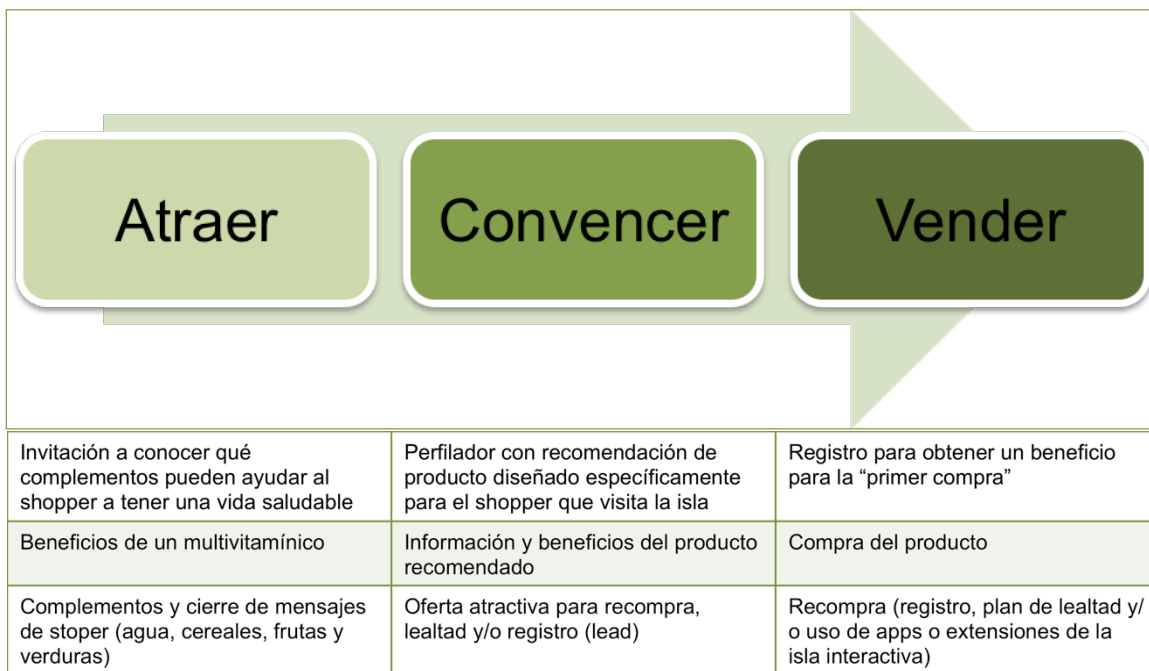 Atraer
Convencer
Vender
Invitación a conocer qué
complementos pueden ayudar al
shopper a tener una vida saludable
Perfilador con recomendación de
producto diseñado específicamente
para el shopper que visita la isla
Registro para obtener un beneficio
para la “primer compra”
Beneficios de un multivitamínico
Información y beneficios del producto
recomendado
Compra del producto
Complementos y cierre de mensajes
de stoper (agua, cereales, frutas y
verduras)
Oferta atractiva para recompra,
lealtad y/o registro (lead)
Recompra (registro, plan de lealtad y/
o uso de apps o extensiones de la
isla interactiva)